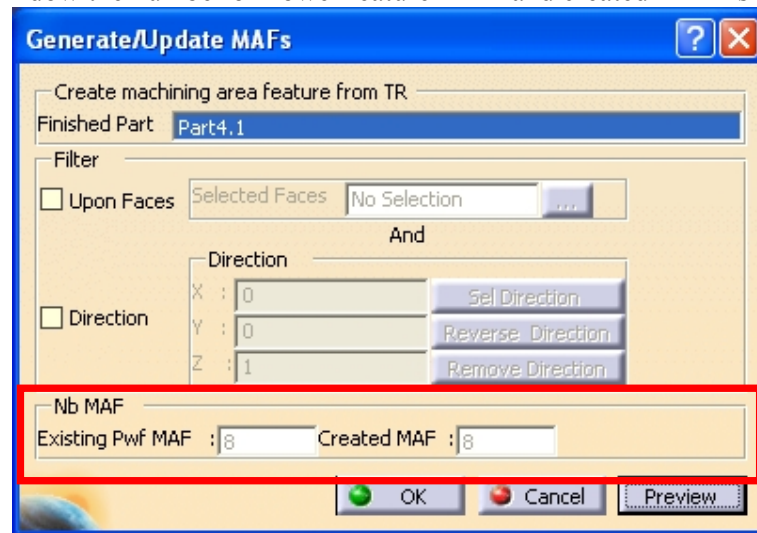 Generate/Update MAFs
Create machining area feature from TR
Finished Part Part4.1
Filter
Upon Faces Selected Faces No Selection ...
And
Direction
X : 0 Sel Direction
Direction Y : 0 Reverse Direction
Z : 1 Remove Direction
Nb MAF
Existing Pwf MAF : 8 Created MAF : 8
OK Cancel Preview